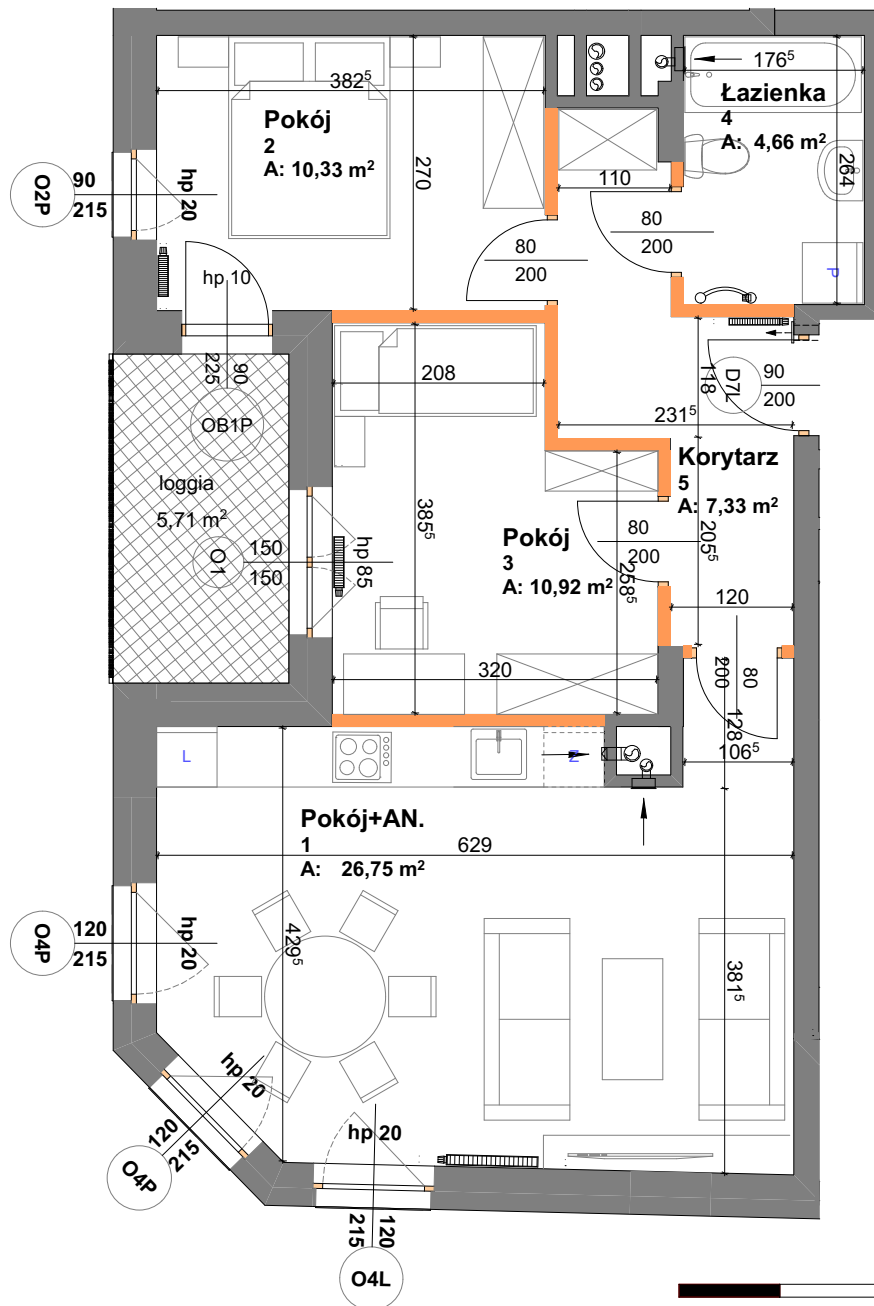 382⁵
Pokój
2
A: 10,33 m²
270
176⁵
Łazienka
4
A: 4,66 m²
264
O2P
90
215
hp 20
110
80
200
80
200
P
hp 10
90
225
OB1P
208
118
D7L
90
200
231⁵
loggia
5,71 m²
O1
150
150
hp 85
385⁵
Korytarz
5
A: 7,33 m²
205⁵
80
200
Pokój
3
A: 10,92 m²
258⁵
120
320
80
200
128
106⁵
L
Z
Pokój+AN.
1
A: 26,75 m²
629
O4P
120
215
hp 20
429⁵
381⁵
hp 20
120
215
O4P
hp 20
120
215
O4L